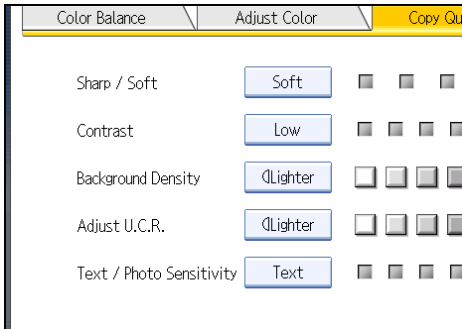 Color Balance Adjust Color Copy Qu
Sharp / Soft Soft
Contrast Low
Background Density Lighter
Adjust U.C.R. Lighter
Text / Photo Sensitivity Text